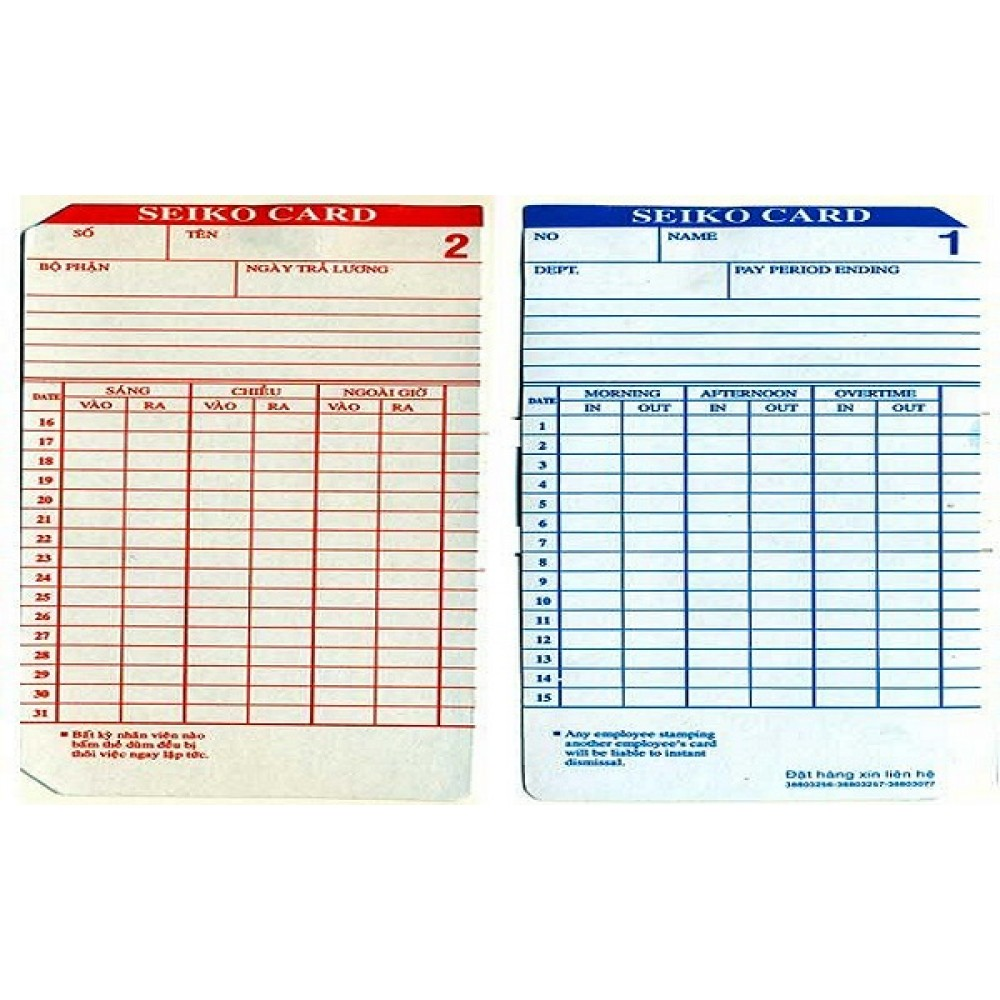 SEIKO CARD
SỐ TÊN 2
BỘ PHẬN NGÀY TRẢ LƯƠNG
DATE SÁNG CHIỀU NGOÀI GIỜ
VÀO RA VÀO RA VÀO RA
16
17
18
19
20
21
22
23
24
25
26
27
28
29
30
31
Bất kỳ nhân viên nào
bấm thẻ dùm đều bị
thôi việc ngay lập tức.
SEIKO CARD
NO NAME 1
DEPT. PAY PERIOD ENDING
DATE MORNING AFTERNOON OVERTIME
IN OUT IN OUT IN OUT
1
2
3
4
5
6
7
8
9
10
11
12
13
14
15
Any employee stamping
another employee's card
will be liable to instant
dismissal.
Đặt hàng xin liên hệ
38803256-38803257-38803077